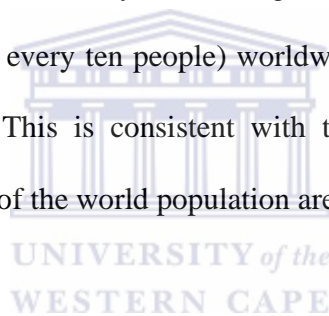 every ten people) worldw
This is consistent with t
of the world population are
UNIVERSITY of the
WESTERN CAPE